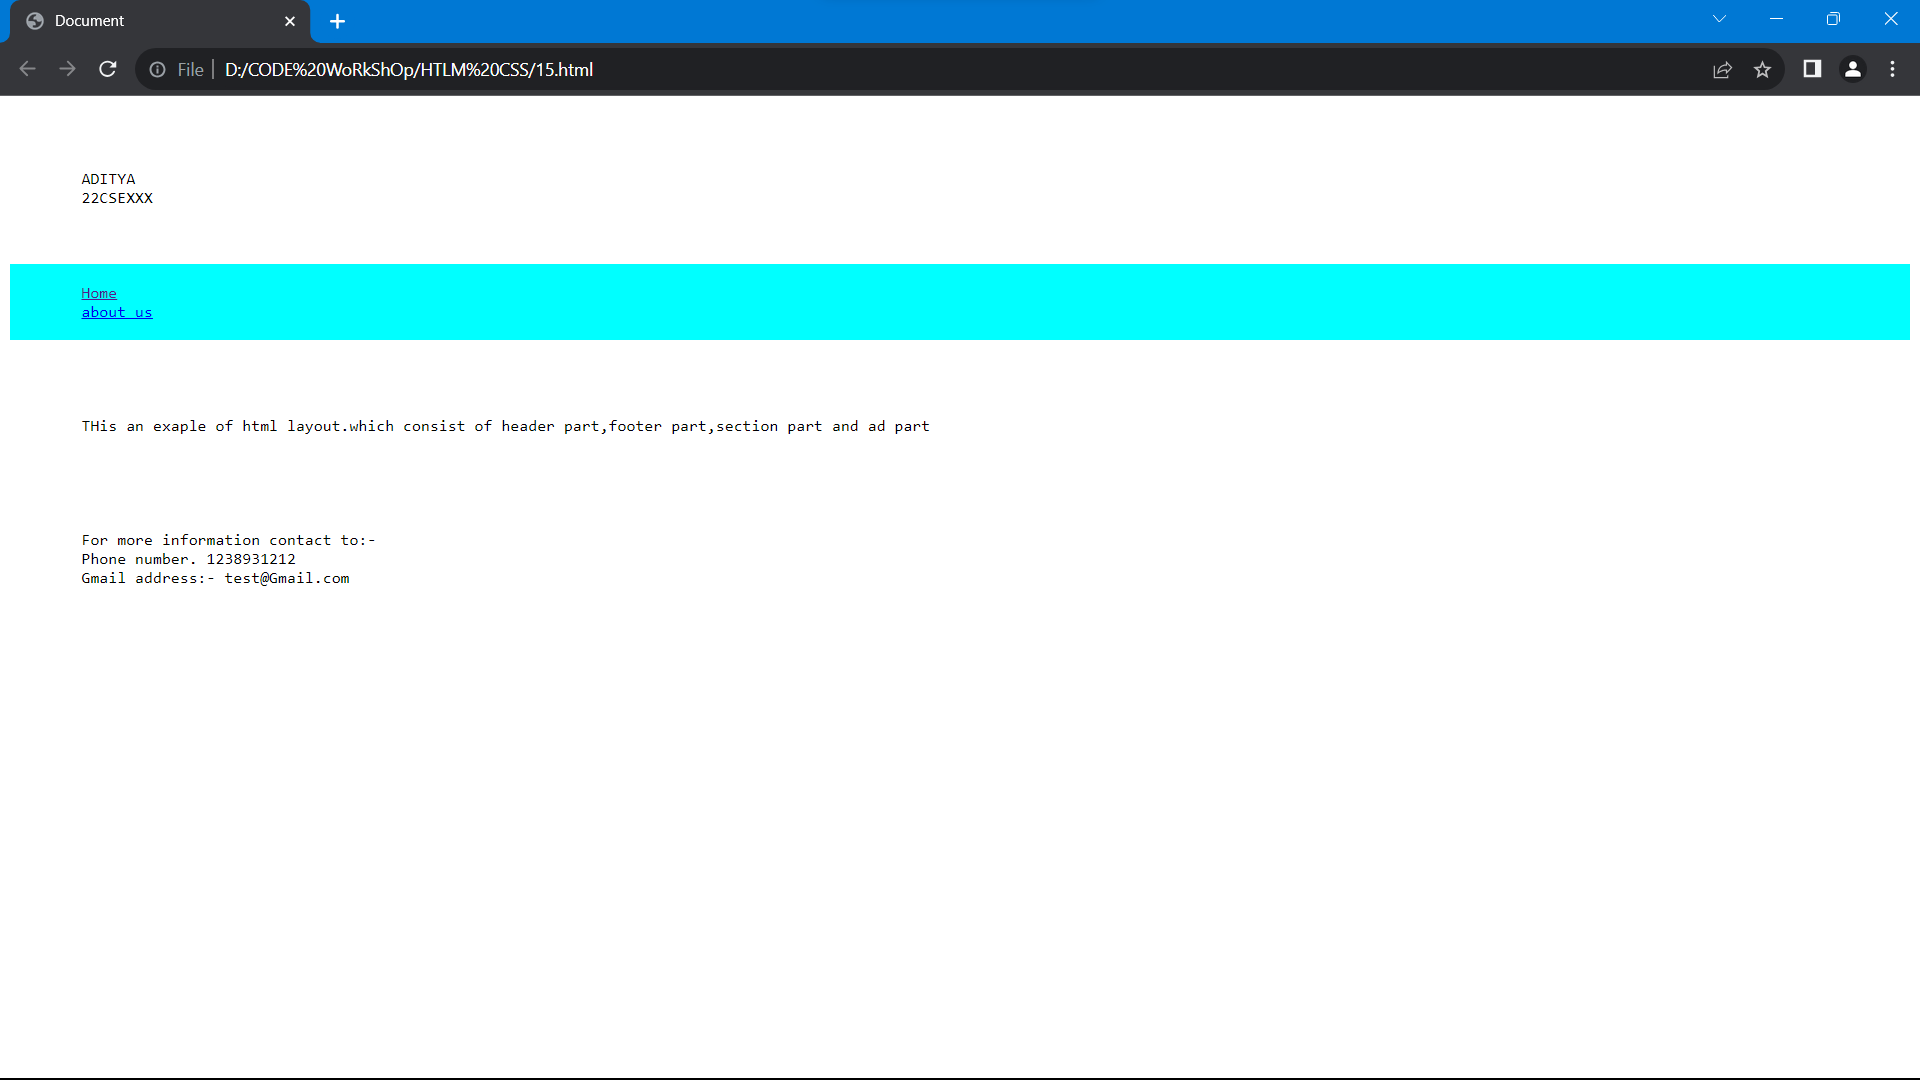 Document
File
D:/CODE%20WoRkShOp/HTLM%20CSS/15.html
ADITYA
22CSEXXX
Home
about us
THis an exaple of html layout.which consist of header part,footer part,section part and ad part
For more information contact to:-
Phone number. 1238931212
Gmail address:- test@Gmail.com